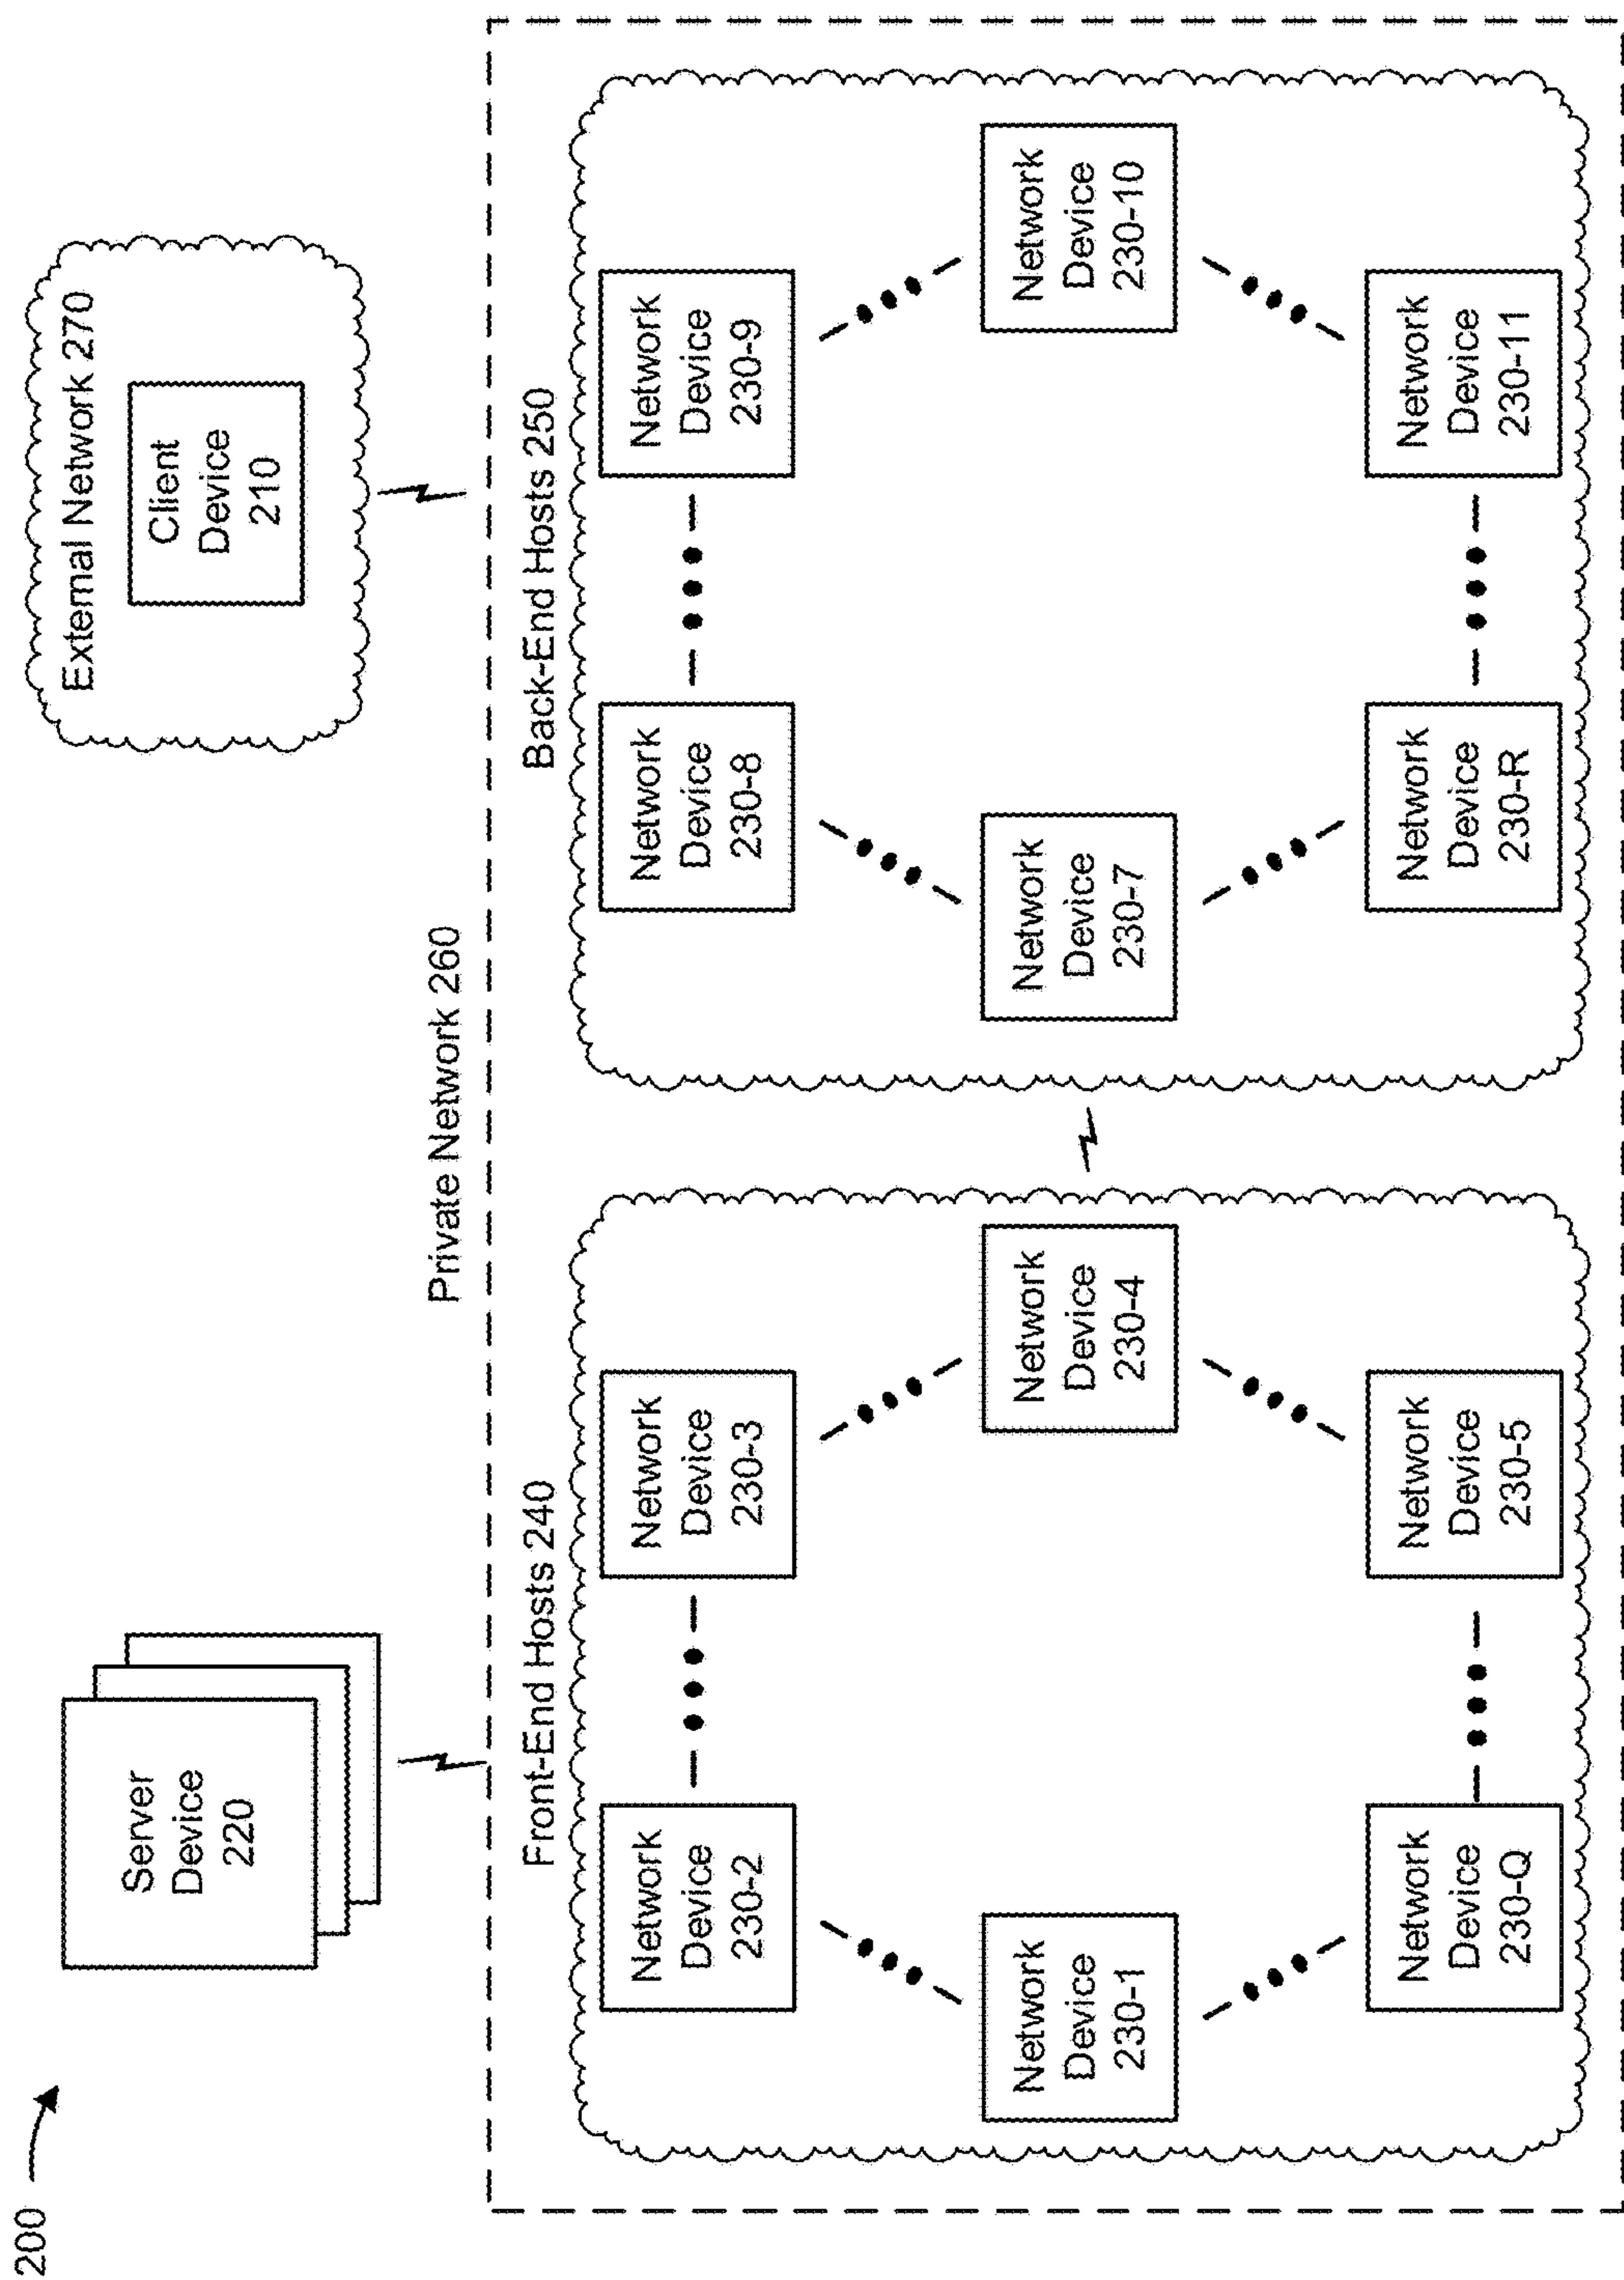 200
Server
Device
220
External Network 270
Client
Device
210
Private Network 260
Front-End Hosts 240
Back-End Hosts 250
Network
Device
230-2
Network
Device
230-3
Network
Device
230-8
Network
Device
230-9
Network
Device
230-1
Network
Device
230-4
Network
Device
230-7
Network
Device
230-10
Network
Device
230-Q
Network
Device
230-5
Network
Device
230-R
Network
Device
230-11